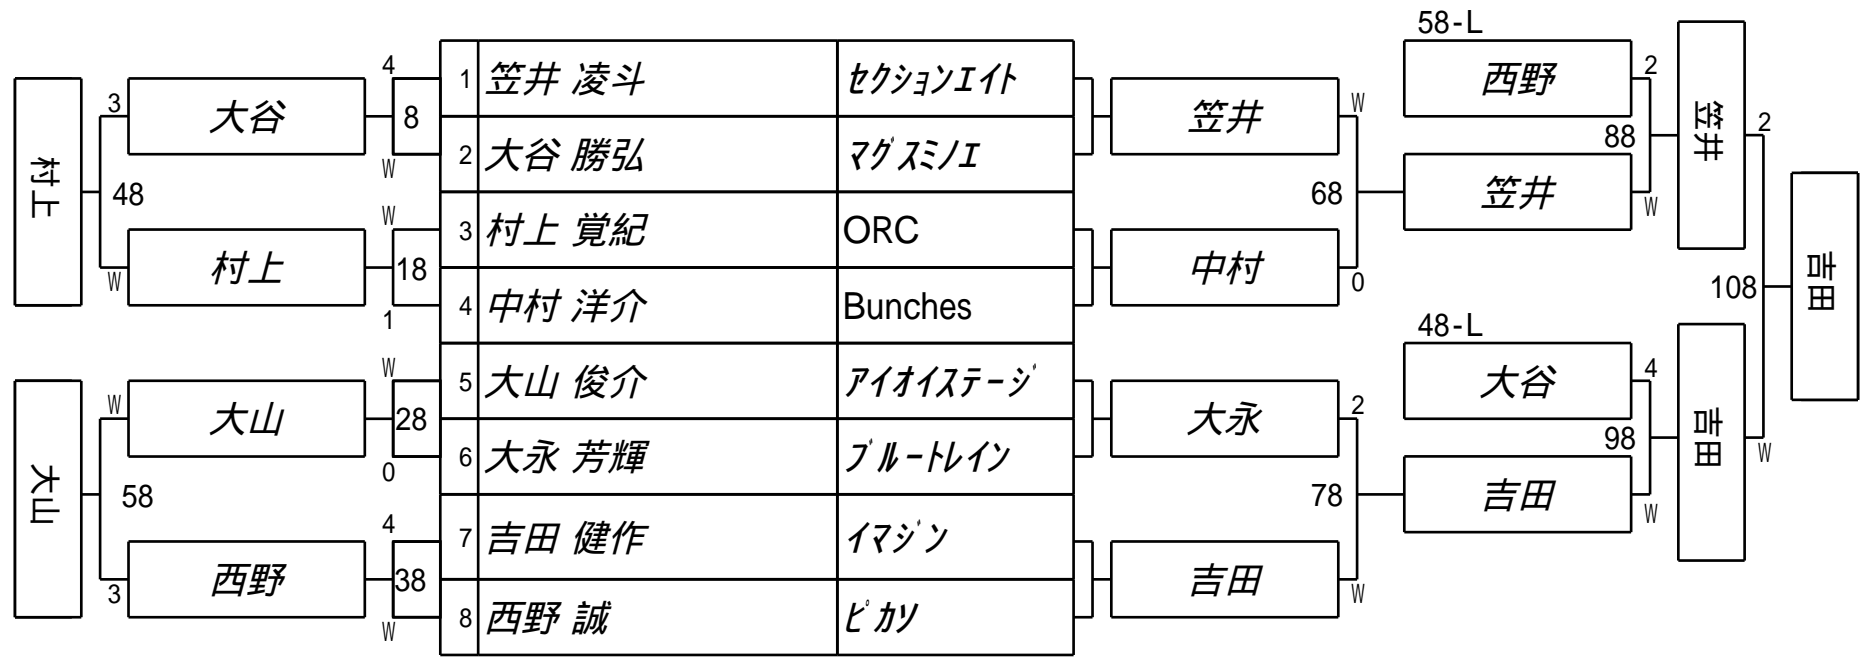 58-L
4
1 笠井 凌斗 セクションエイト
西野
2
3
大谷
8
笠井
W
笠井
2
88
W
2 大谷 勝弘 マグスミノエ
村上
48
68
笠井
W
W
3 村上 覚紀 ORC
W
村上
18
中村
0
吉田
108
1
4 中村 洋介 Bunches
48-L
W
5 大山 俊介 アイオイステージ
大谷
4
W
大山
28
大永
2
吉田
98
W
0
6 大永 芳輝 ブルートレイン
大山
58
78
吉田
W
4
7 吉田 健作 イマジン
3
西野
38
吉田
W
W
8 西野 誠 ピカソ